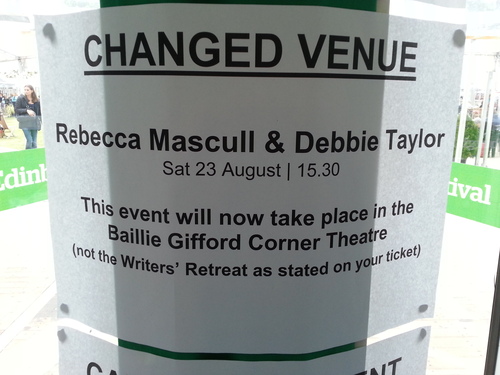 CHANGED VENUE
Rebecca Mascull & Debbie Taylor
Sat 23 August | 15.30
This event will now take place in the
Baillie Gifford Corner Theatre
(not the Writers' Retreat as stated on your ticket)